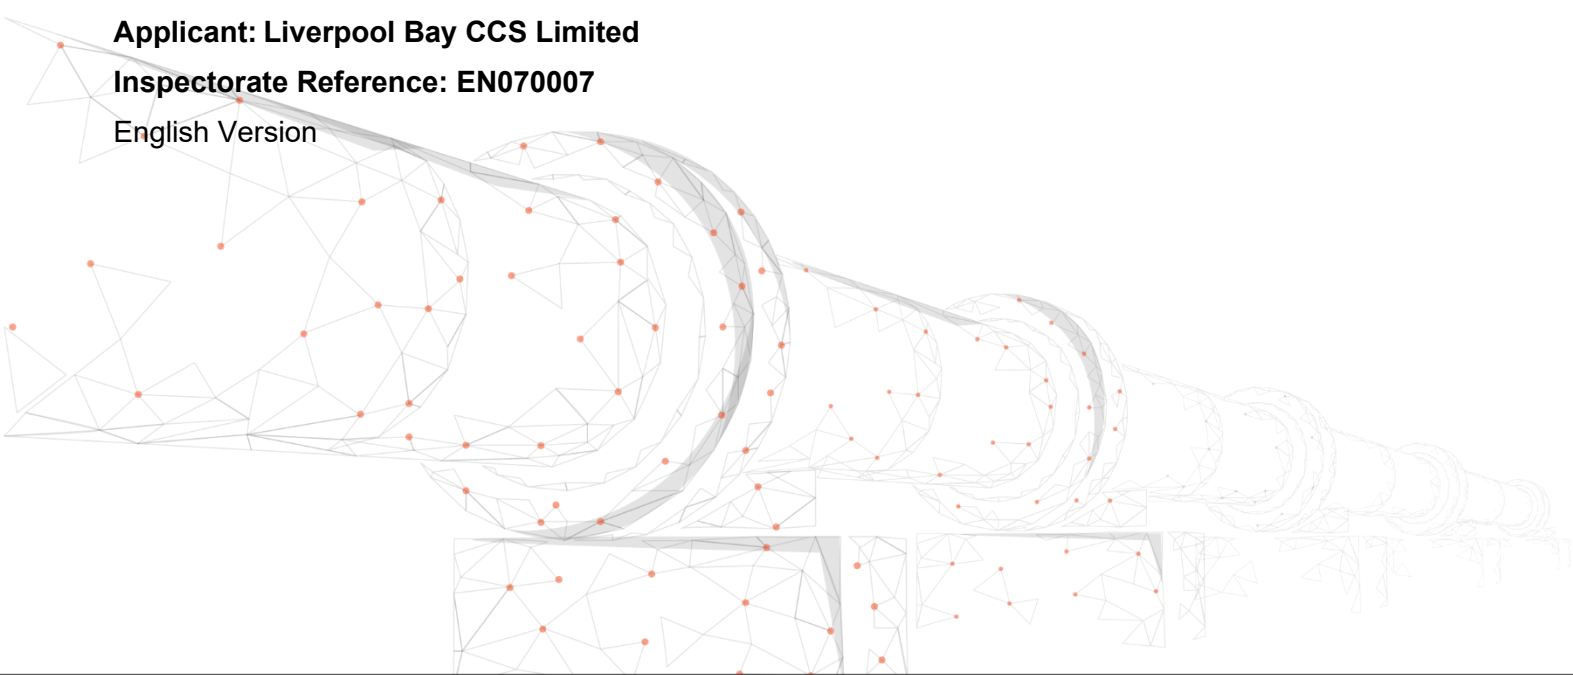 Applicant: Liverpool Bay CCS Limited
Inspectorate Reference: EN070007
English Version